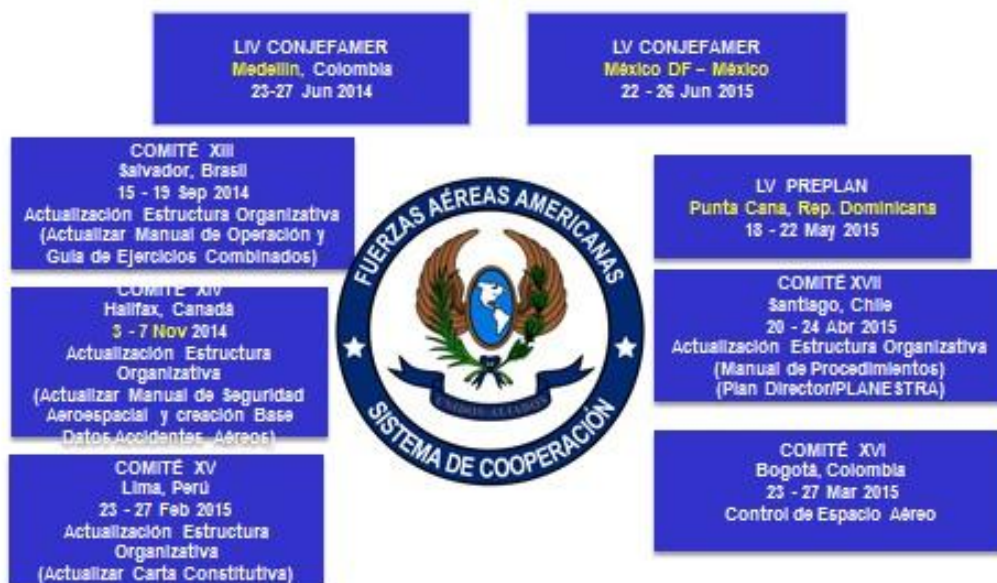 LIV CONJEFAMER
Medellin, Colombia
23-27 Jun 2014
LV CONJEFAMER
México DF – México
22 - 26 Jun 2015
COMITÉ XIII
Salvador, Brasil
15 - 19 Sep 2014
Actualización Estructura Organizativa
(Actualizar Manual de Operación y
Guía de Ejercicios Combinados)
COMITÉ XIV
Halifax, Canadá
3 - 7 Nov 2014
Actualización Estructura
Organizativa
(Actualizar Manual de Seguridad
Aeroespacial y creación Base
Datos Accidentes Aéreos)
COMITÉ XV
Lima, Perú
23 - 27 Feb 2015
Actualización Estructura
Organizativa
(Actualizar Carta Constitutiva)
FUERZAS AÉREAS AMERICANAS
UNIDOS ALIADOS
SISTEMA DE COOPERACIÓN
LV PREPLAN
Punta Cana, Rep. Dominicana
18 - 22 May 2015
COMITÉ XVII
Santiago, Chile
20 - 24 Abr 2015
Actualización Estructura Organizativa
(Manual de Procedimientos)
(Plan Director/PLANESTRA)
COMITÉ XVI
Bogotá, Colombia
23 - 27 Mar 2015
Control de Espacio Aéreo